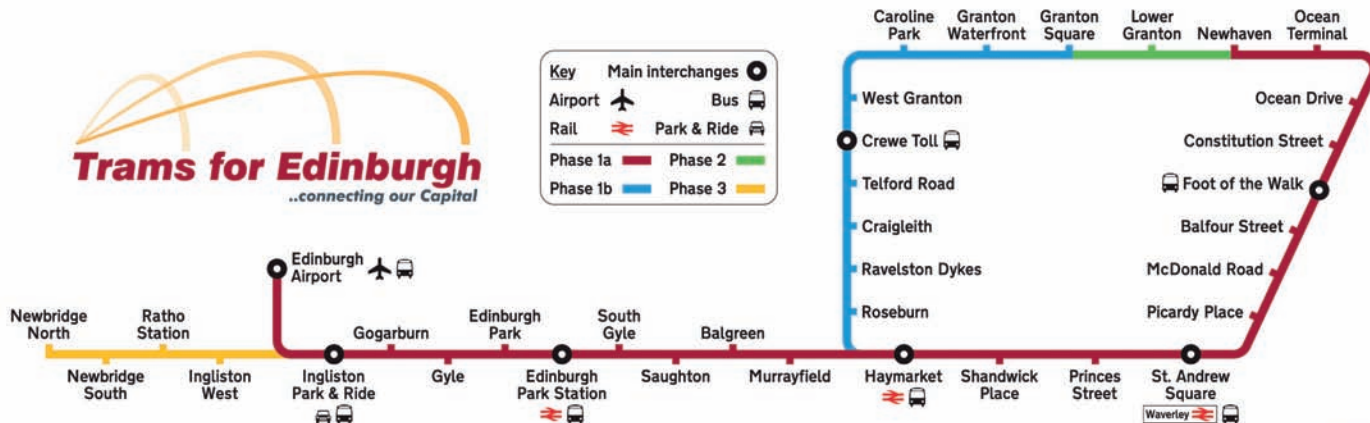 Trams for Edinburgh
..connecting our Capital
Key Main interchanges
Airport Bus
Rail Park & Ride
Phase 1a Phase 2
Phase 1b Phase 3
Caroline
Park
Granton
Waterfront
Granton
Square
Lower
Granton
Newhaven
Ocean
Terminal
West Granton
Crewe Toll
Telford Road
Craigleith
Ravelston Dykes
Roseburn
Ocean Drive
Constitution Street
Foot of the Walk
Balfour Street
McDonald Road
Picardy Place
Edinburgh
Airport
Newbridge
North
Ratho
Station
Gogarburn
Edinburgh
Park
South
Gyle
Balgreen
Newbridge
South
Ingliston
West
Ingliston
Park & Ride
Gyle
Edinburgh
Park Station
Saughton
Murrayfield
Haymarket
Shandwick
Place
Princes
Street
St. Andrew
Square
Waverley